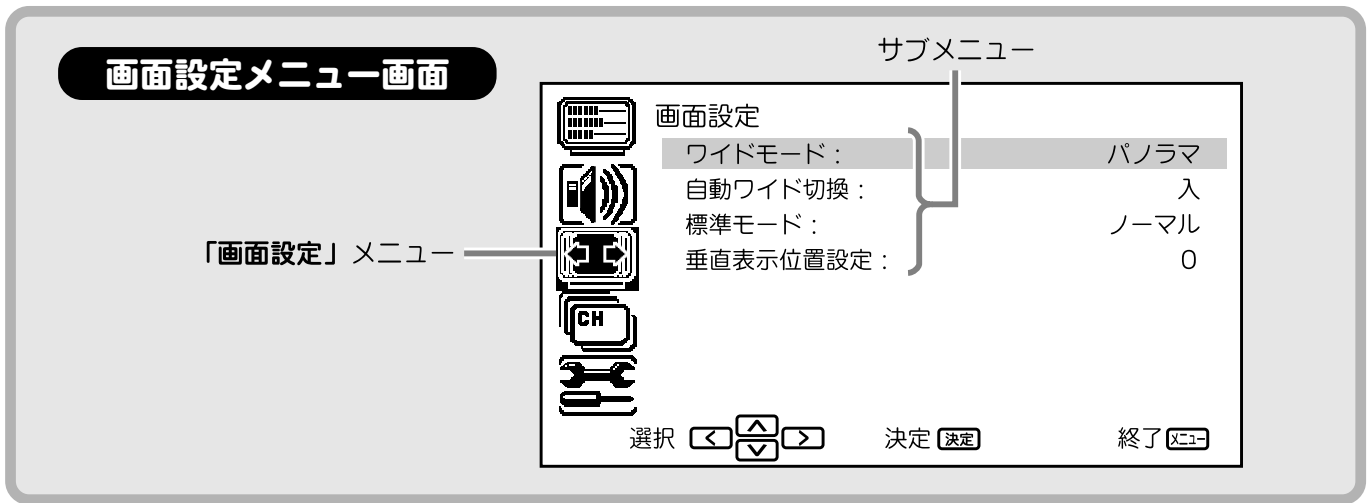 サブメニュー
画面設定メニュー画面
画面設定
ワイドモード： パノラマ
自動ワイド切換： 入
標準モード： ノーマル
「画面設定」メニュー
垂直表示位置設定： 0
CH
選択 決定 決定 終了 メニュー